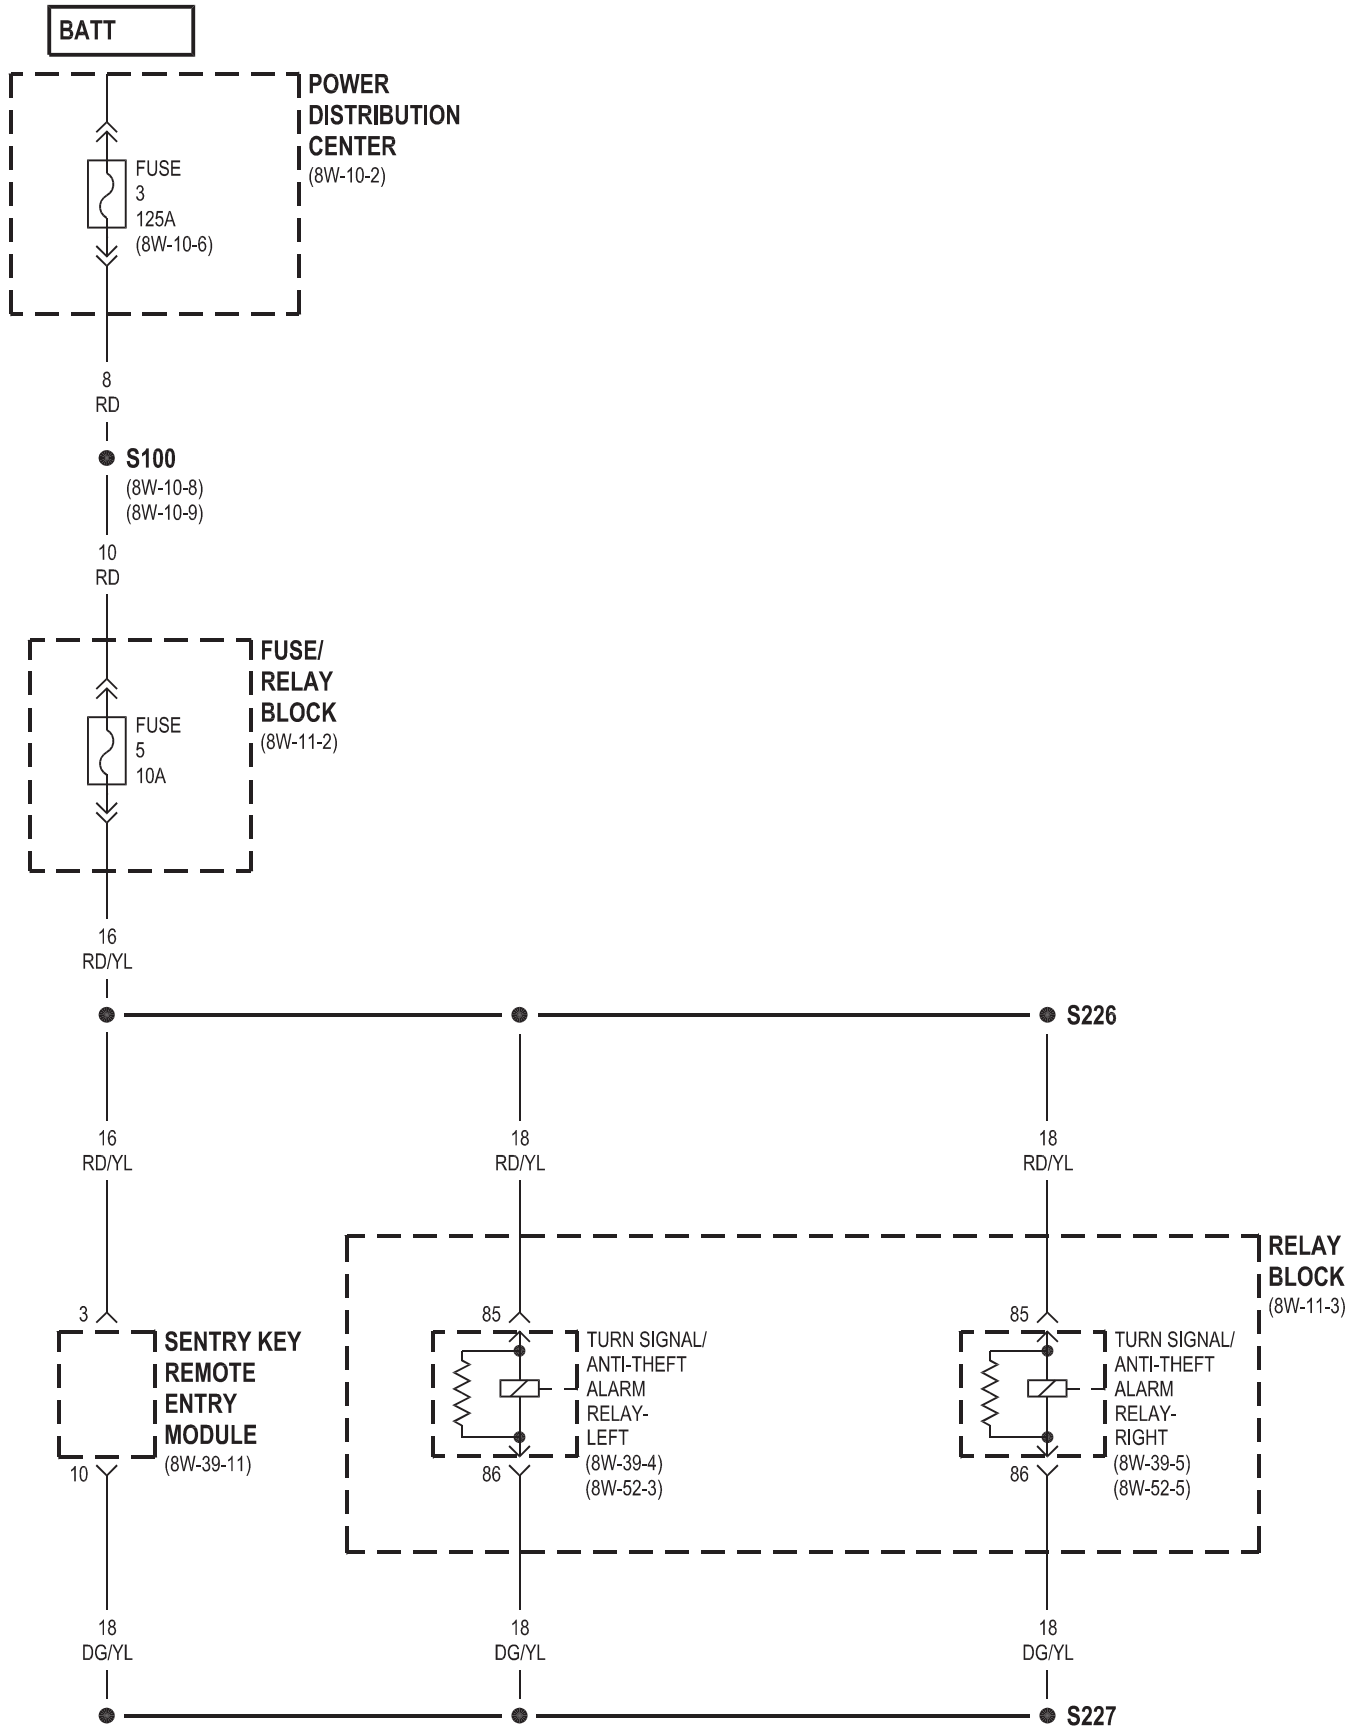 BATT
POWER
DISTRIBUTION
CENTER
(8W-10-2)
FUSE
3
125A
(8W-10-6)
8
RD
S100
(8W-10-8)
(8W-10-9)
10
RD
FUSE/
RELAY
BLOCK
(8W-11-2)
FUSE
5
10A
16
RD/YL
S226
16
RD/YL
18
RD/YL
18
RD/YL
RELAY
BLOCK
(8W-11-3)
3
SENTRY KEY
REMOTE
ENTRY
MODULE
(8W-39-11)
10
85
TURN SIGNAL/
ANTI-THEFT
ALARM
RELAY-
LEFT
(8W-39-4)
(8W-52-3)
86
85
TURN SIGNAL/
ANTI-THEFT
ALARM
RELAY-
RIGHT
(8W-39-5)
(8W-52-5)
86
18
DG/YL
18
DG/YL
18
DG/YL
S227